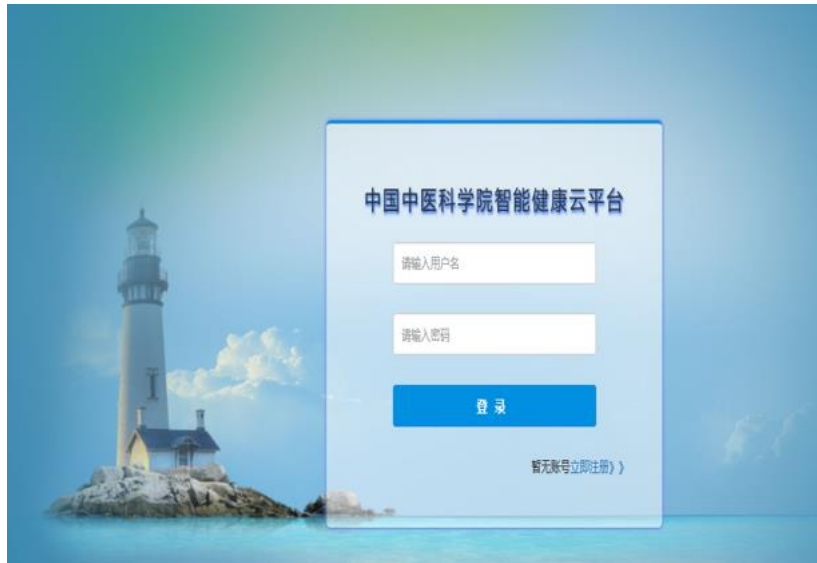 中国中医科学院智能健康云平台
请输入用户名
请输入密码
登 录
暂无账号立即注册》》